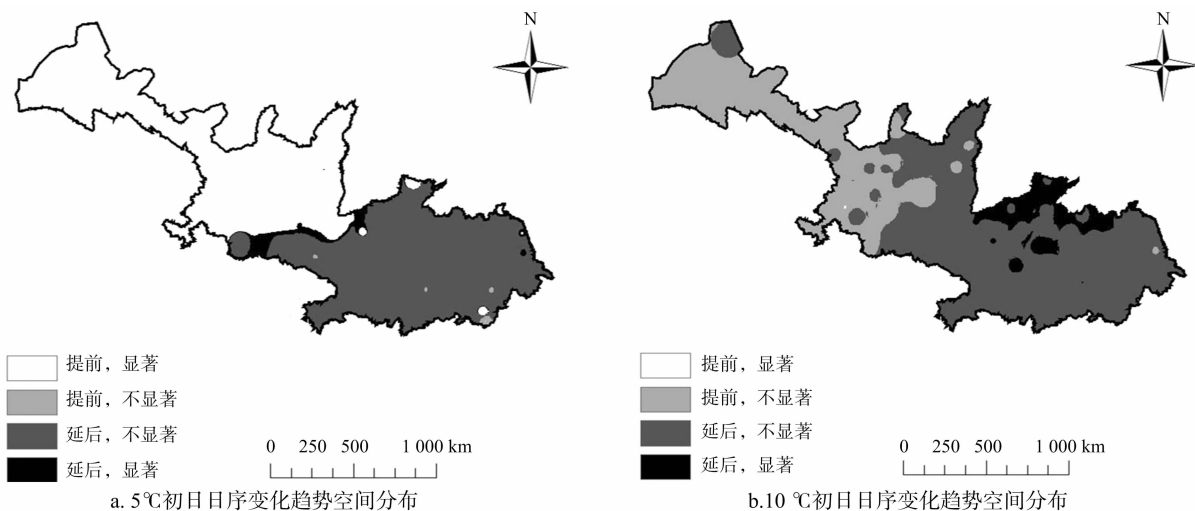 N
N
提前，显著
提前，不显著
延后，不显著
延后，显著
0 250 500 1 000 km
a. 5℃初日日序变化趋势空间分布
提前，显著
提前，不显著
延后，不显著
延后，显著
0 250 500 1 000 km
b.10 ℃初日日序变化趋势空间分布